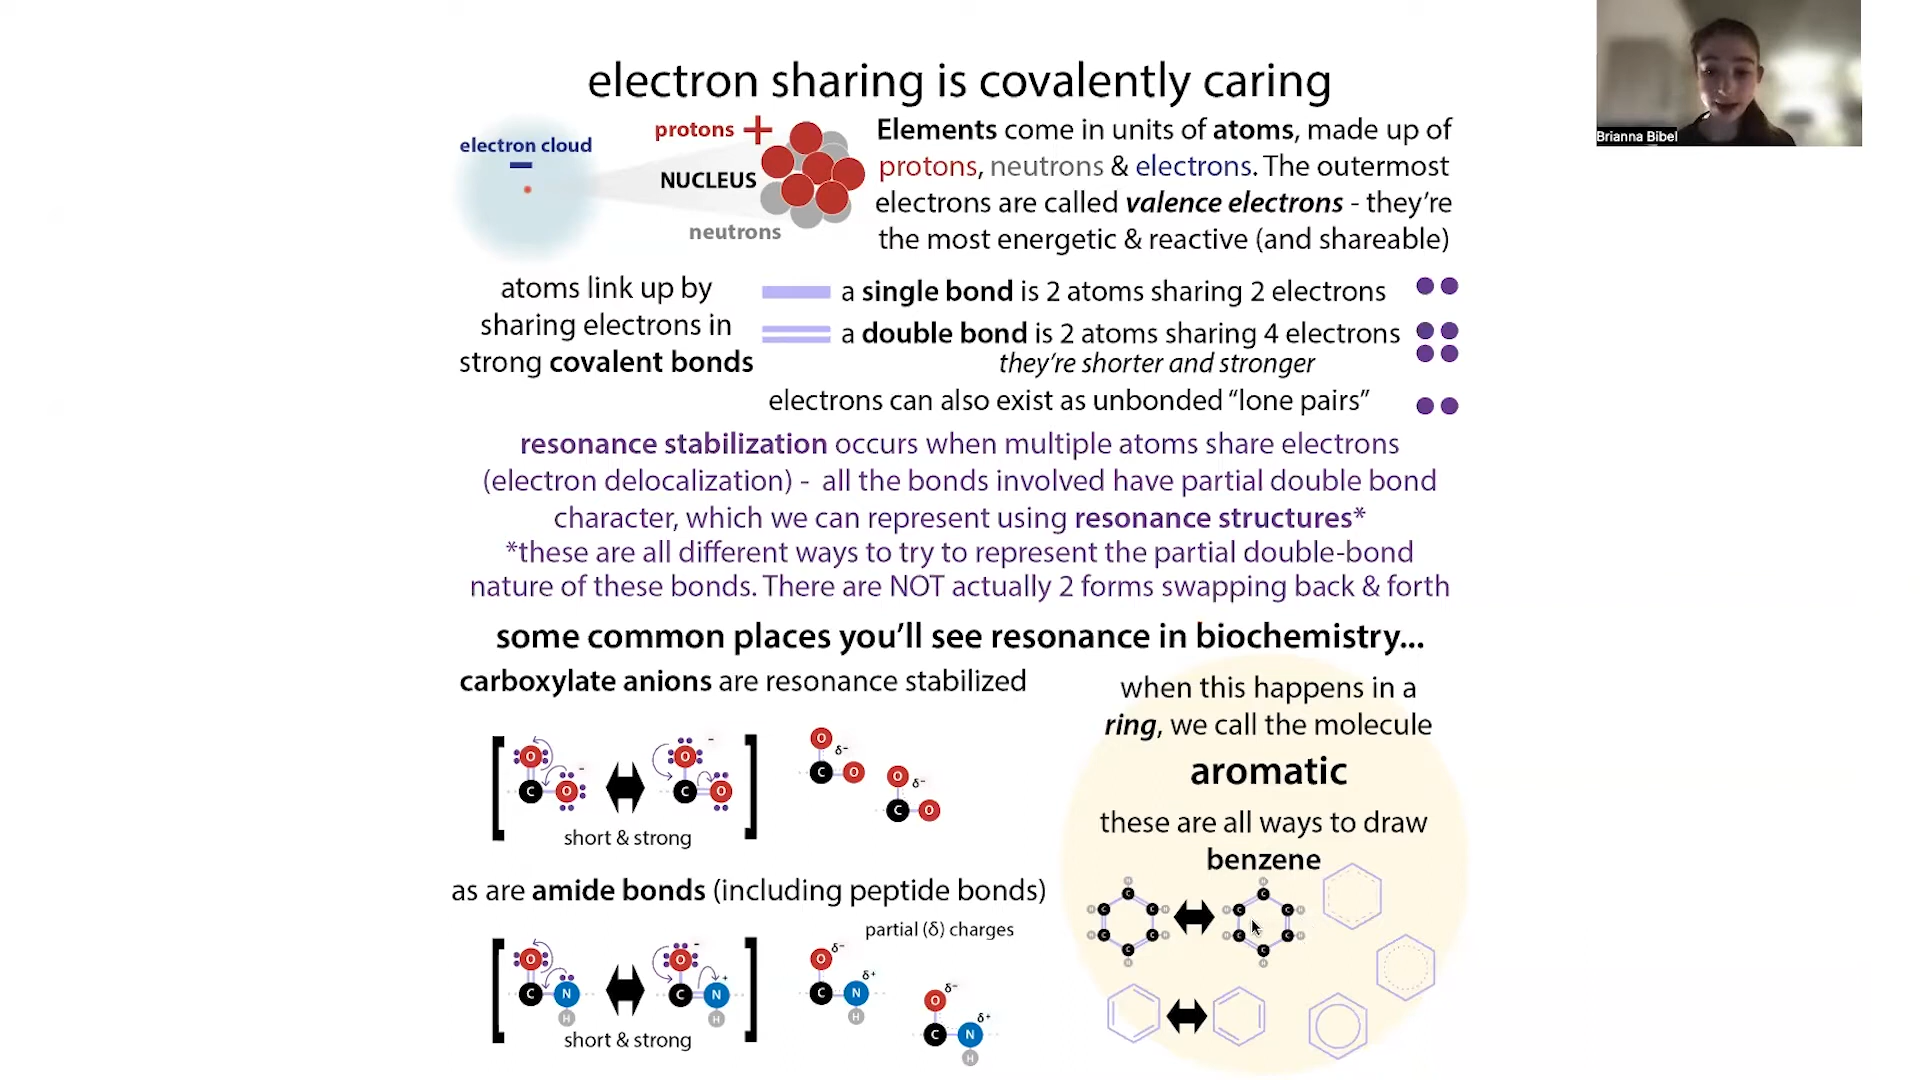 electron sharing is covalently caring
Brianna Bibel
electron cloud
protons +
NUCLEUS
neutrons
Elements come in units of atoms, made up of
protons, neutrons & electrons. The outermost
electrons are called valence electrons - they're
the most energetic & reactive (and shareable)
atoms link up by
sharing electrons in
strong covalent bonds
a single bond is 2 atoms sharing 2 electrons
a double bond is 2 atoms sharing 4 electrons
they're shorter and stronger
electrons can also exist as unbonded “lone pairs”
resonance stabilization occurs when multiple atoms share electrons
(electron delocalization) - all the bonds involved have partial double bond
character, which we can represent using resonance structures*
*these are all different ways to try to represent the partial double-bond
nature of these bonds. There are NOT actually 2 forms swapping back & forth
some common places you'll see resonance in biochemistry...
carboxylate anions are resonance stabilized
O O - O
C O C O
short & strong
O δ-
C O
O δ-
C O
as are amide bonds (including peptide bonds)
partial (δ) charges
O O -
C N C N +
H H
short & strong
O δ-
C N δ+
H
O δ-
C N δ+
H
when this happens in a
ring, we call the molecule
aromatic
these are all ways to draw
benzene
H H
C C
H C C H H C C H
H C C H H C C H
C C
H H